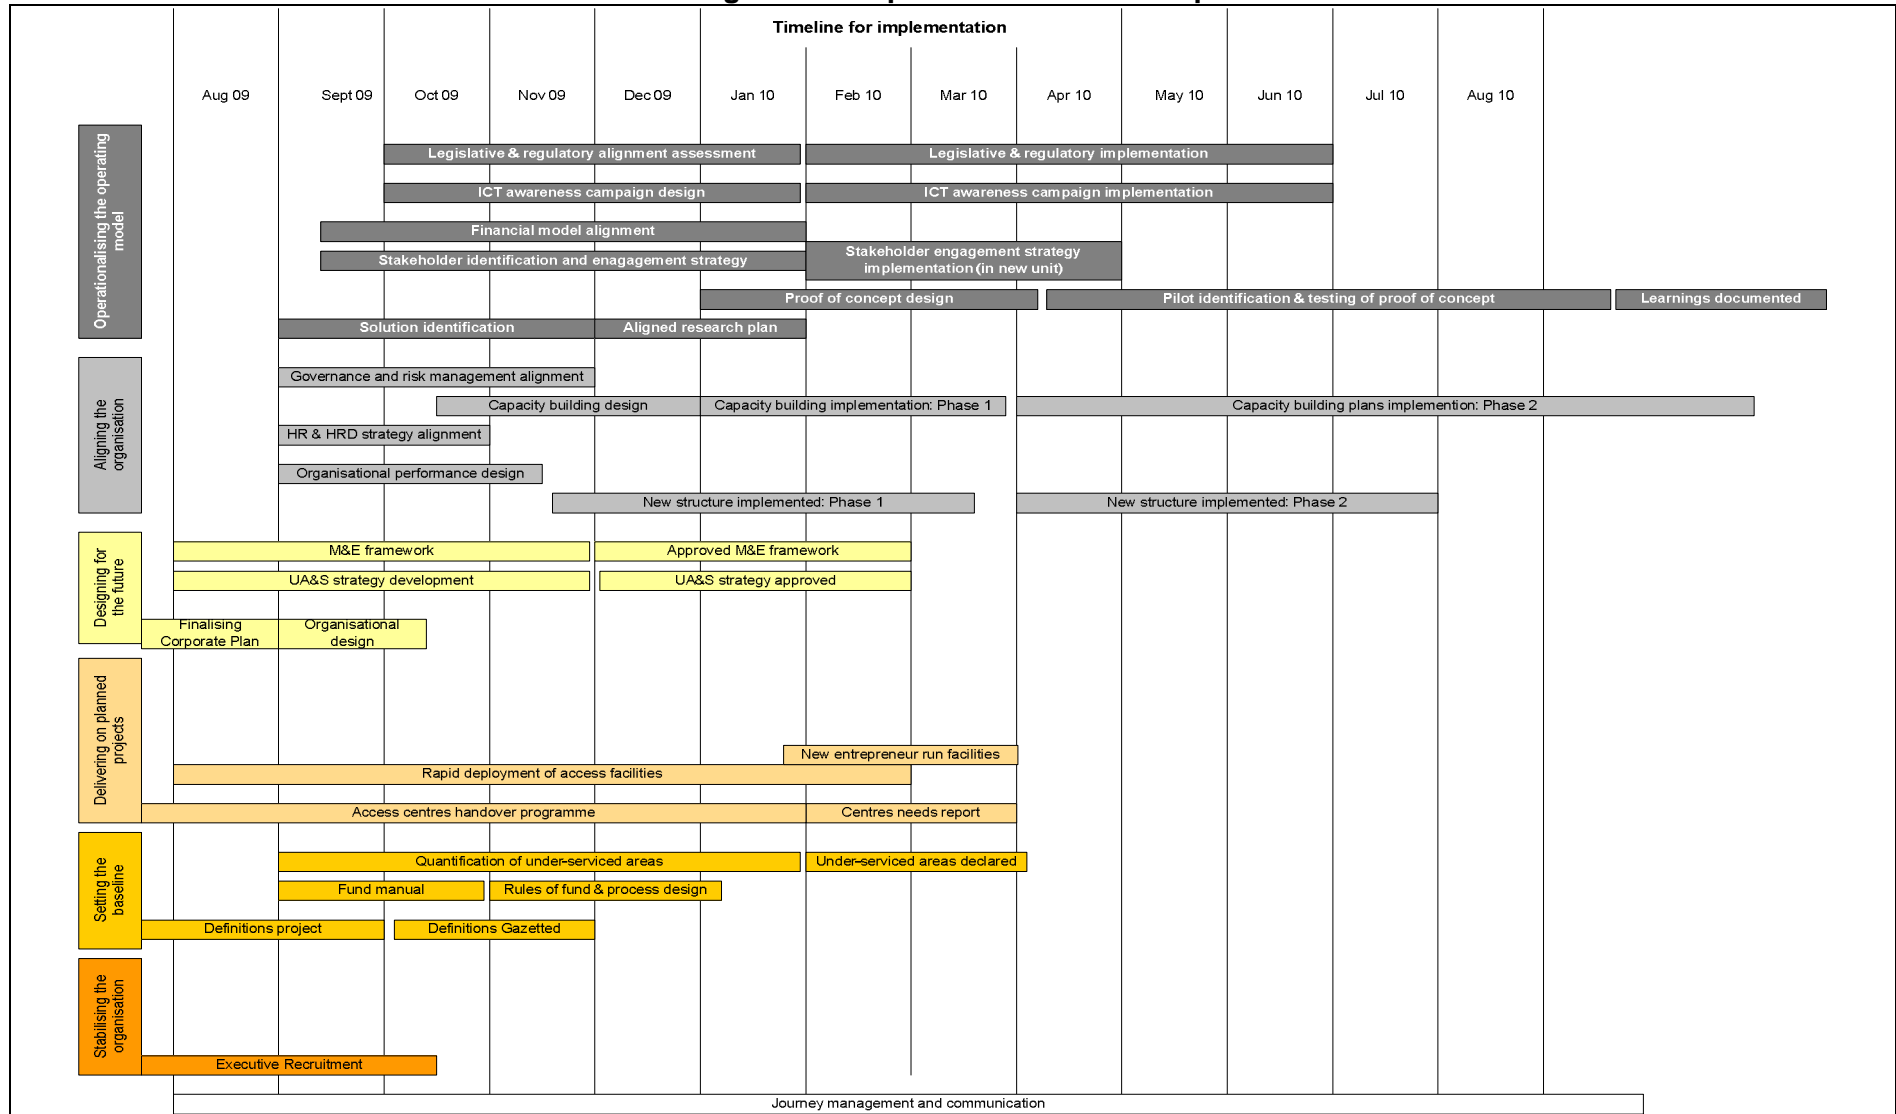 Timeline for implementation
Aug 09
Sept 09
Oct 09
Nov 09
Dec 09
Jan 10
Feb 10
Mar 10
Apr 10
May 10
Jun 10
Jul 10
Aug 10
Operationalising the operating
model
Legislative & regulatory alignment assessment
Legislative & regulatory implementation
ICT awareness campaign design
ICT awareness campaign implementation
Financial model alignment
Stakeholder identification and enagagement strategy
Stakeholder engagement strategy
implementation (in new unit)
Proof of concept design
Pilot identification & testing of proof of concept
Learnings documented
Solution identification
Aligned research plan
Aligning the
organisation
Governance and risk management alignment
Capacity building design
Capacity building implementation: Phase 1
Capacity building plans implemention: Phase 2
HR & HRD strategy alignment
Organisational performance design
New structure implemented: Phase 1
New structure implemented: Phase 2
Designing for
the future
M&E framework
Approved M&E framework
UA&S strategy development
UA&S strategy approved
Finalising
Corporate Plan
Organisational
design
Delivering on planned
projects
New entrepreneur run facilities
Rapid deployment of access facilities
Access centres handover programme
Centres needs report
Setting the
baseline
Quantification of under-serviced areas
Under-serviced areas declared
Fund manual
Rules of fund & process design
Definitions project
Definitions Gazetted
Stabilising the
organisation
Executive Recruitment
Journey management and communication